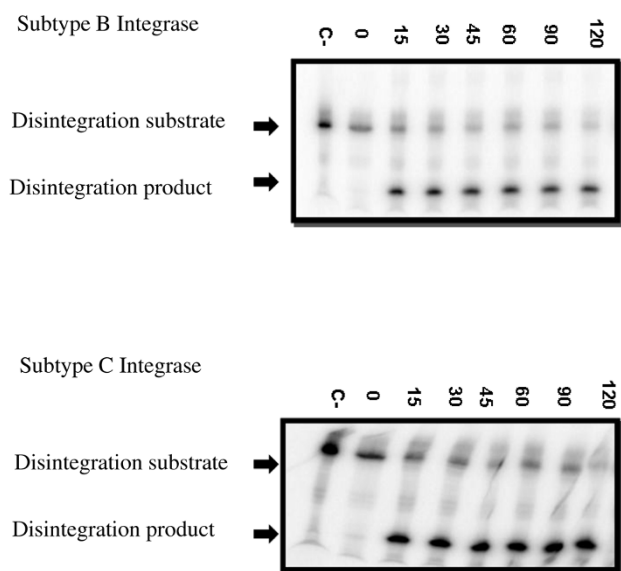 Subtype B Integrase
C- 0 15 30 45 60 90 120
Disintegration substrate
Disintegration product
Subtype C Integrase
C- 0 15 30 45 60 90 120
Disintegration substrate
Disintegration product